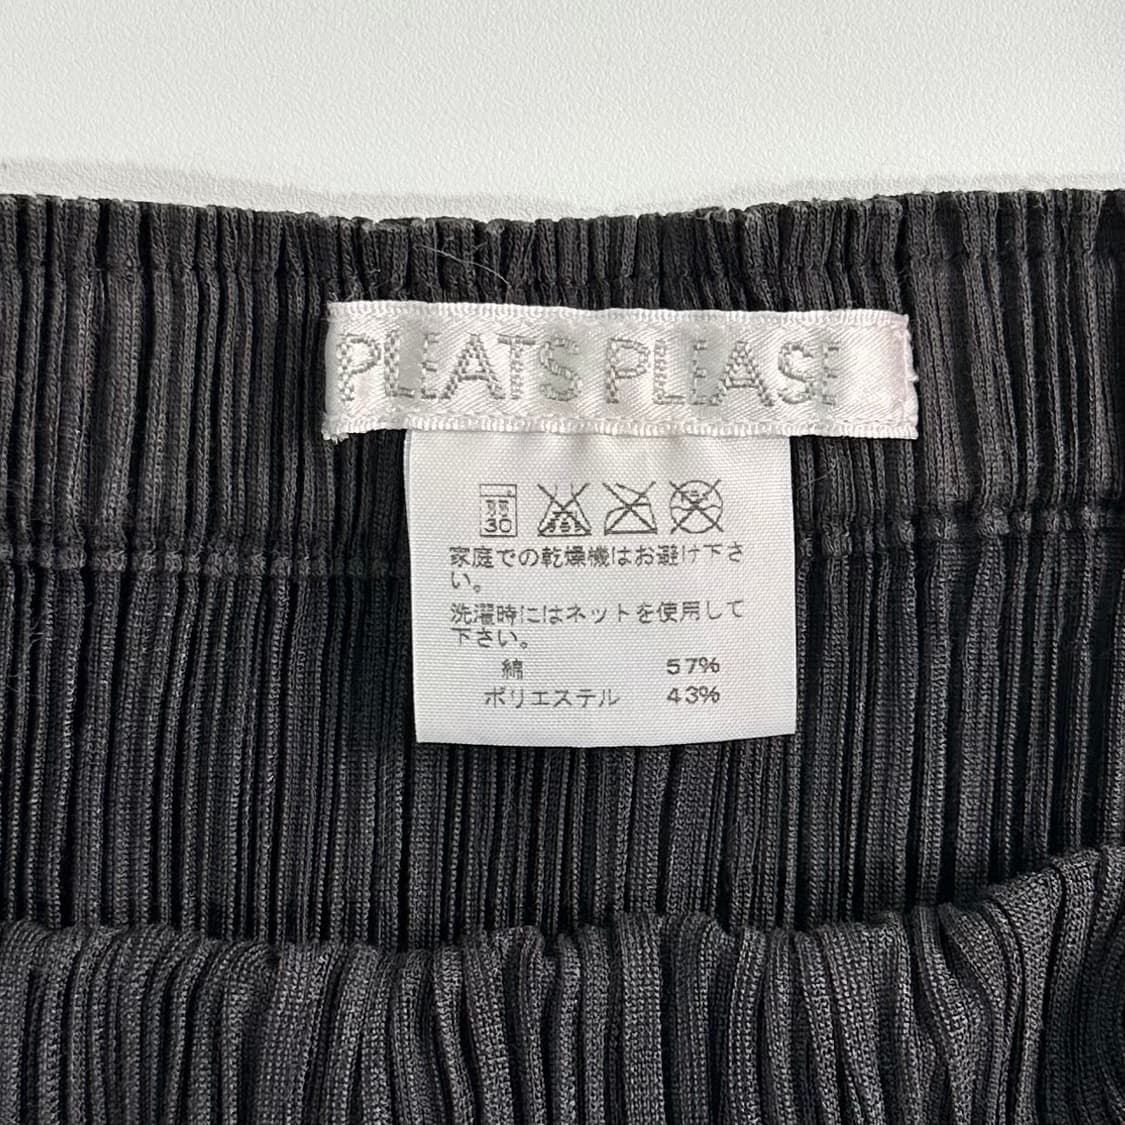 PLEATS PLEASE
30
家庭での乾燥機はお避け下さ
い。
洗濯時にはネットを使用して
下さい。
綿 57%
ポリエステル 43%